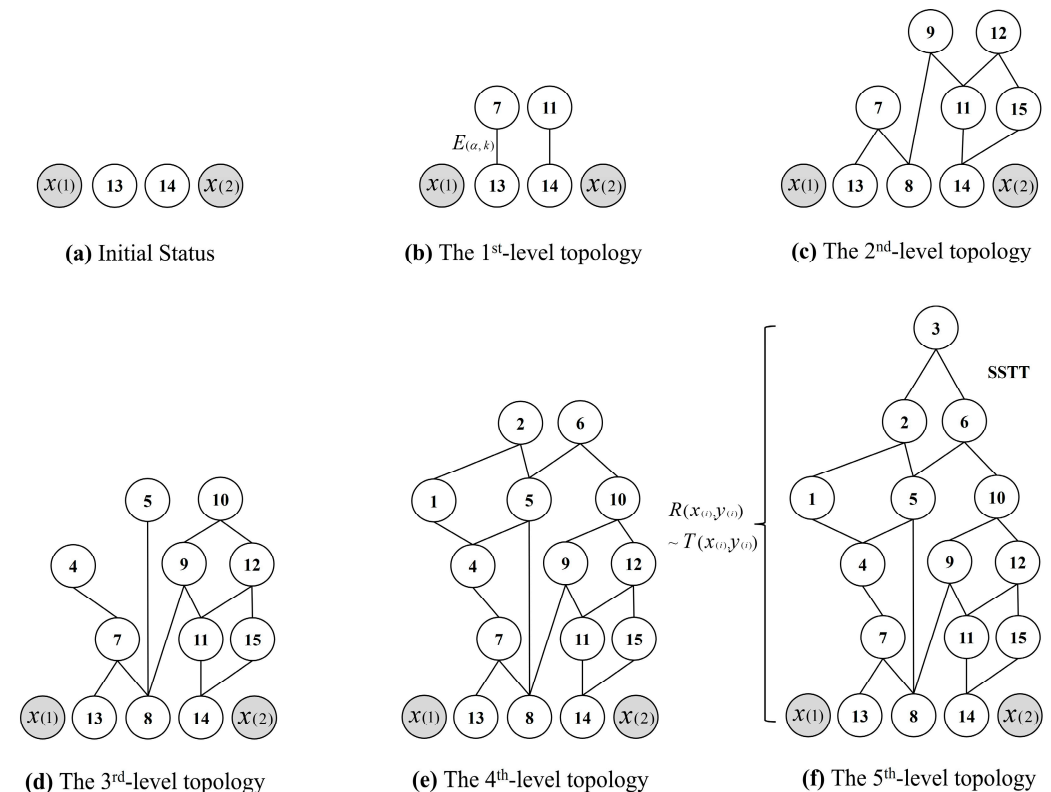 x(1) 13 14 x(2)
(a) Initial Status
7 11
E(α, k)
x(1) 13 14 x(2)
(b) The 1st-level topology
9 12
7 11 15
x(1) 13 8 14 x(2)
(c) The 2nd-level topology
5 10
4 9 12
7 11 15
x(1) 13 8 14 x(2)
(d) The 3rd-level topology
2 6
1 5 10
4 9 12
7 11 15
x(1) 13 8 14 x(2)
(e) The 4th-level topology
R(x(i),y(i))
~ T(x(i),y(i))
3
SSTT
2 6
1 5 10
4 9 12
7 11 15
x(1) 13 8 14 x(2)
(f) The 5th-level topology